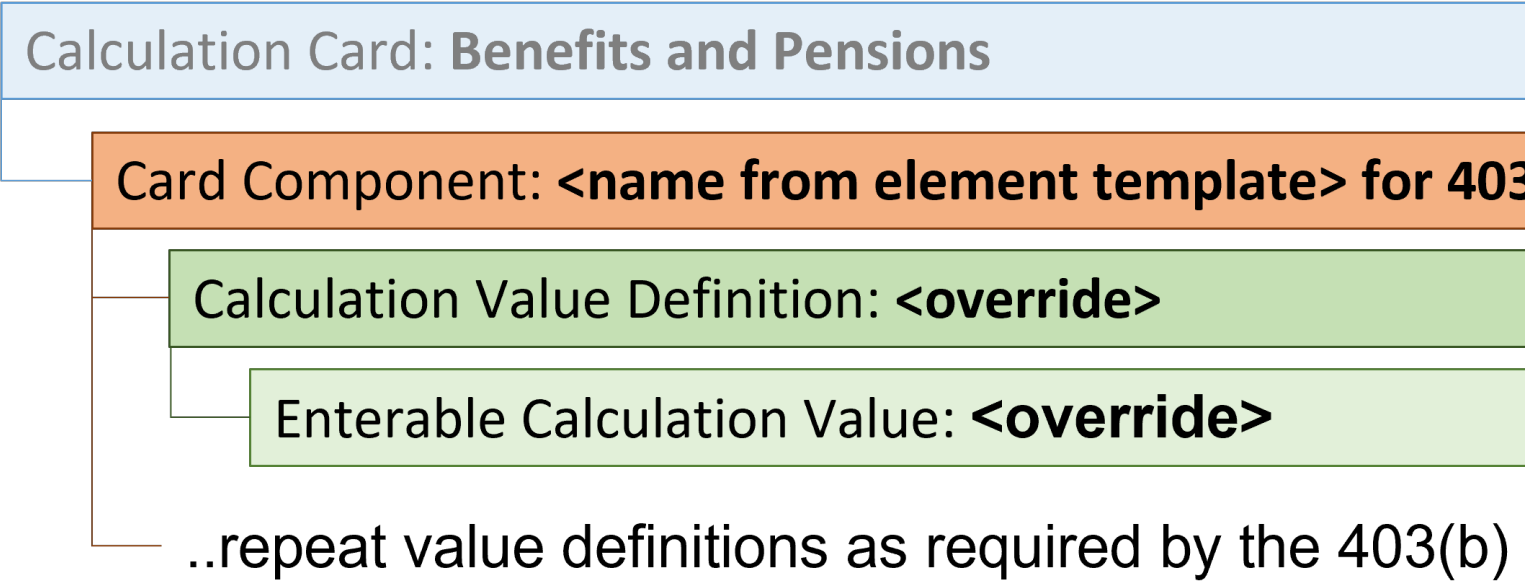 Calculation Card: Benefits and Pensions
Card Component: <name from element template> for 403
Calculation Value Definition: <override>
Enterable Calculation Value: <override>
..repeat value definitions as required by the 403(b)